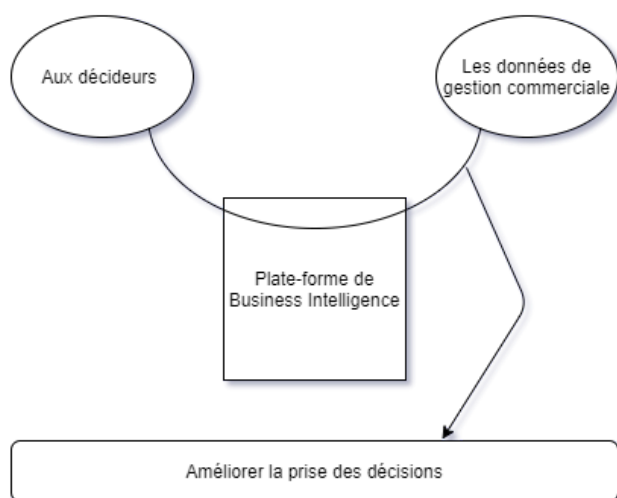 Aux décideurs
Les données de
gestion commerciale
Plate-forme de
Business Intelligence
Améliorer la prise des décisions